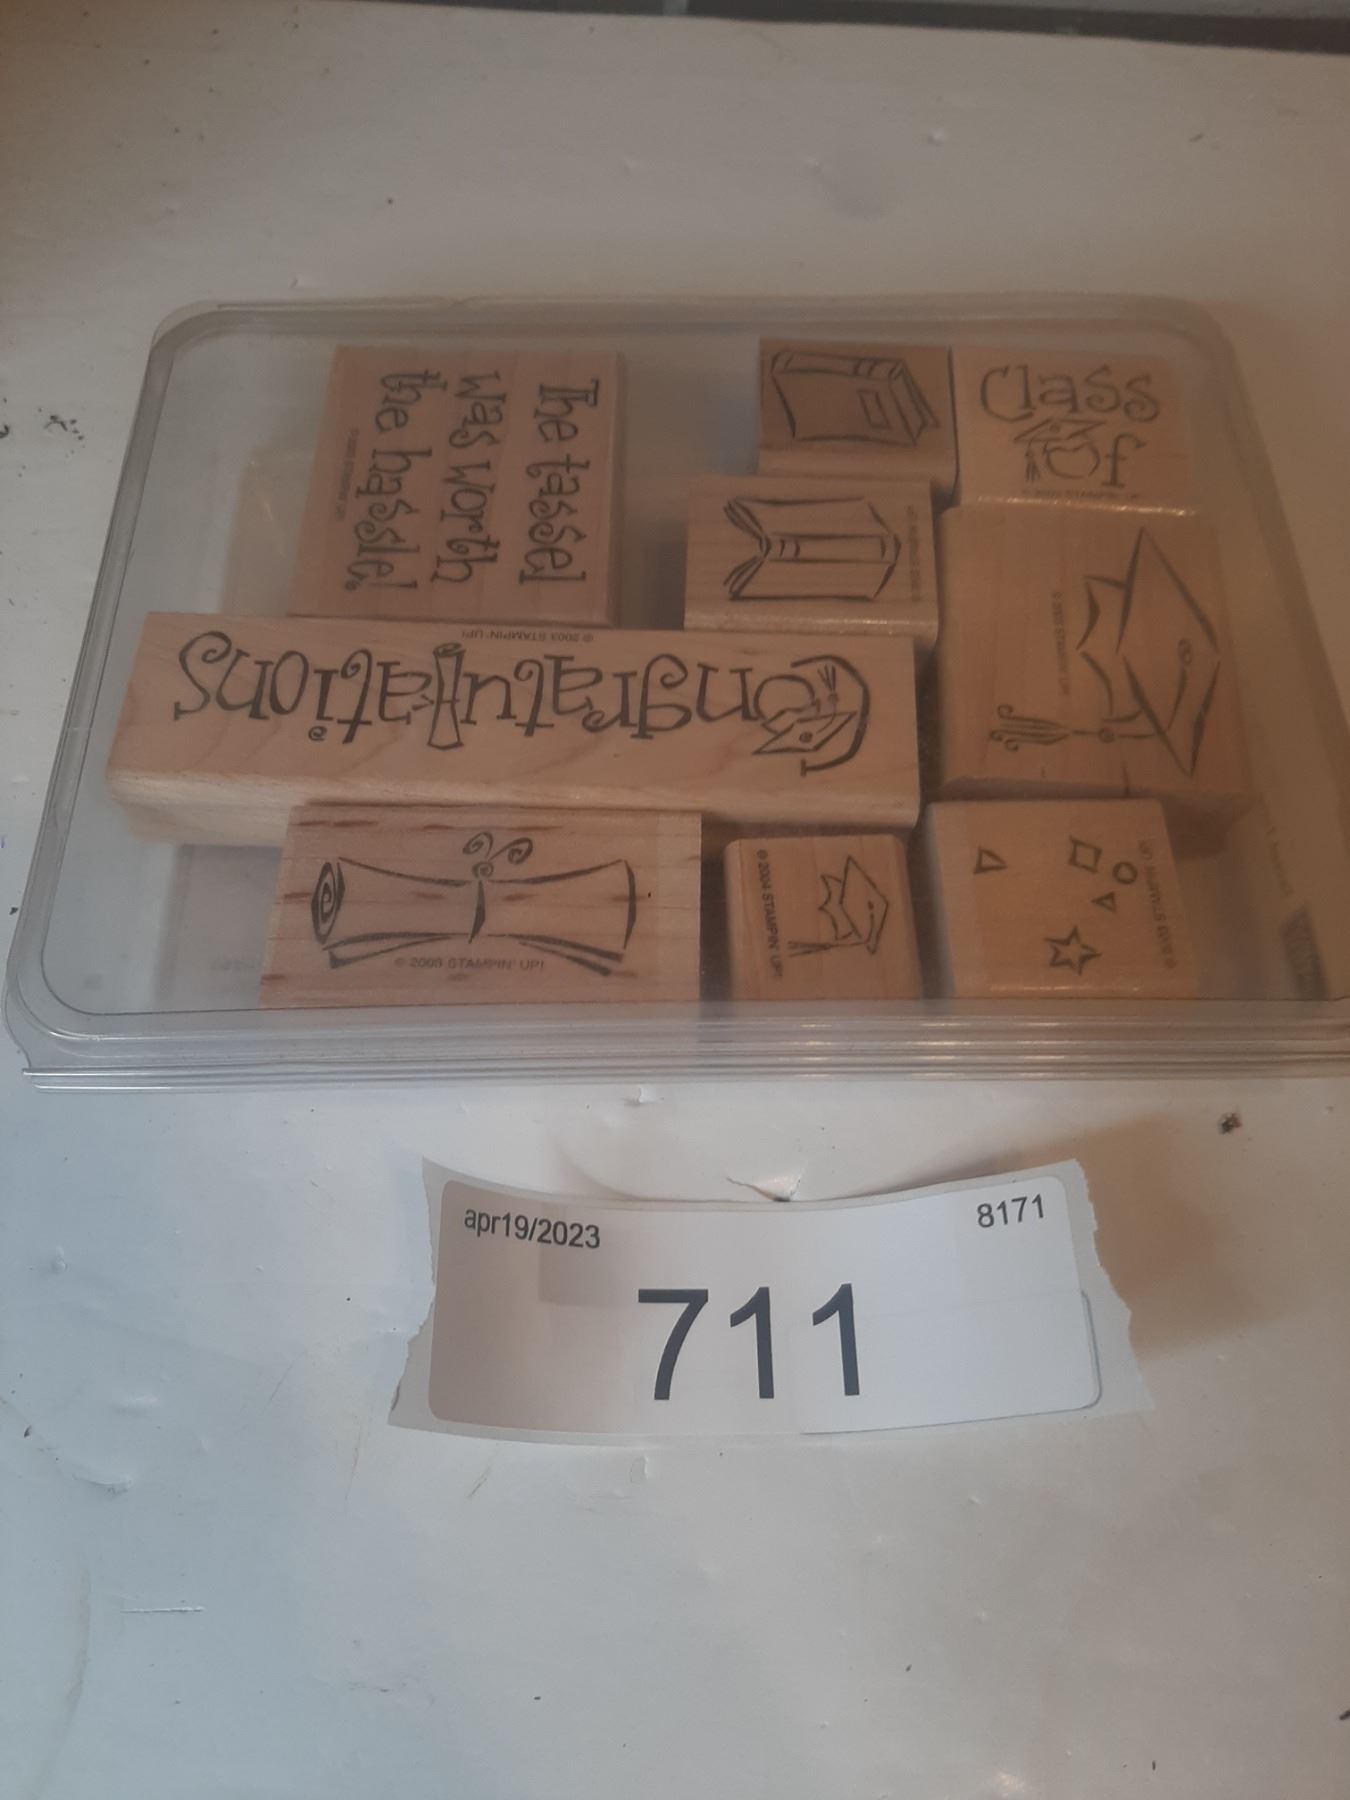 The tassel
was worth
the hassle!
Class
Of
© 2003 STAMPIN' UP!
Congratulations
© 2003 STAMPIN' UP!
© 2004 STAMPIN' UP!
apr19/2023
8171
711